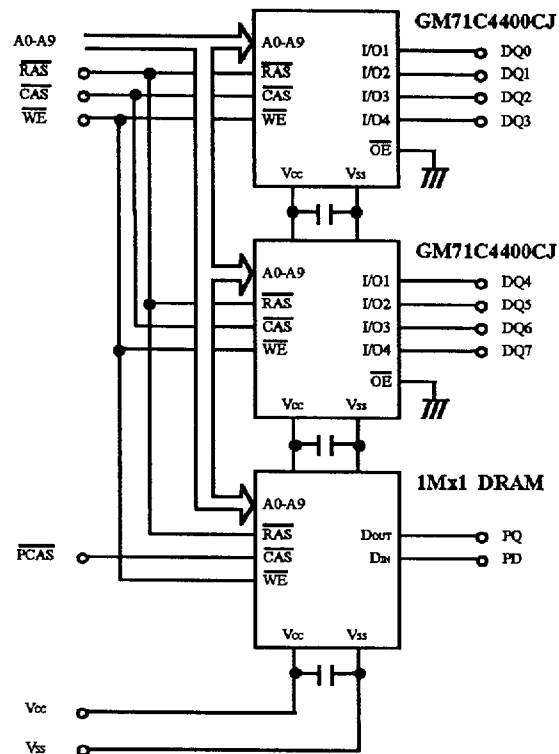 GM71C4400CJ
A0-A9
A0-A9
I/O1
DQ0
RAS
RAS
I/O2
DQ1
CAS
CAS
I/O3
DQ2
WE
WE
I/O4
DQ3
OE
Vcc
Vss
GM71C4400CJ
A0-A9
I/O1
DQ4
RAS
I/O2
DQ5
CAS
I/O3
DQ6
WE
I/O4
DQ7
OE
Vcc
Vss
1Mx1 DRAM
A0-A9
RAS
DOUT
PQ
PCAS
CAS
DIN
PD
WE
Vcc
Vss
Vcc
Vss